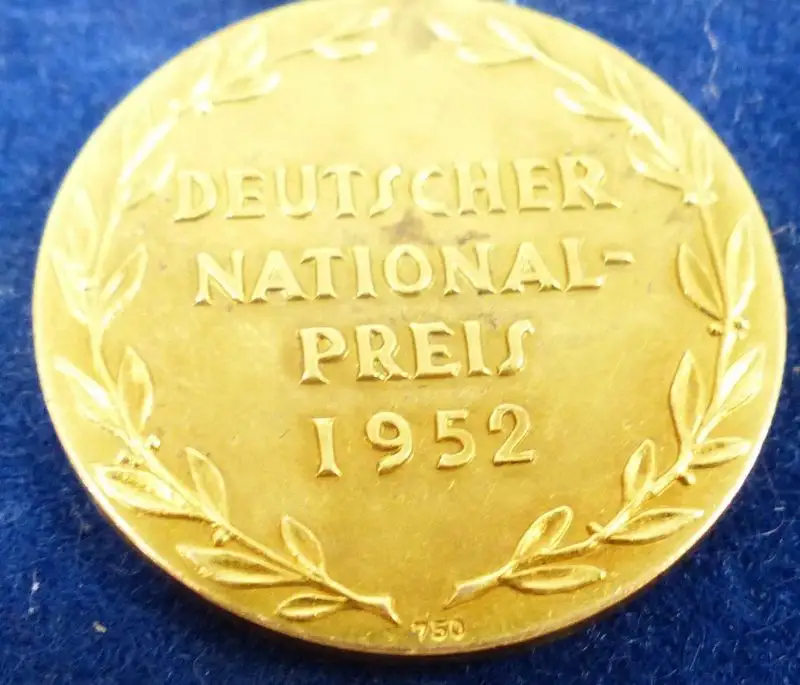 DEUTSCHER
NATIONAL-
PREIS
1952
750